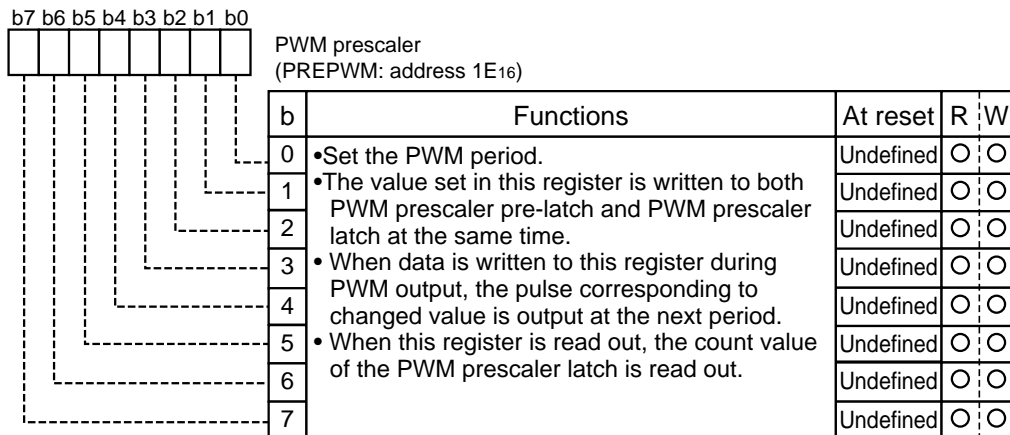 b7 b6 b5 b4 b3 b2 b1 b0
PWM prescaler
(PREPWM: address 1E16)
b Functions At reset R W
0 •Set the PWM period. Undefined ○ ○
1 •The value set in this register is written to both Undefined ○ ○
PWM prescaler pre-latch and PWM prescaler
2 latch at the same time. Undefined ○ ○
3 • When data is written to this register during Undefined ○ ○
PWM output, the pulse corresponding to
4 changed value is output at the next period. Undefined ○ ○
5 • When this register is read out, the count value Undefined ○ ○
of the PWM prescaler latch is read out.
6 Undefined ○ ○
7 Undefined ○ ○